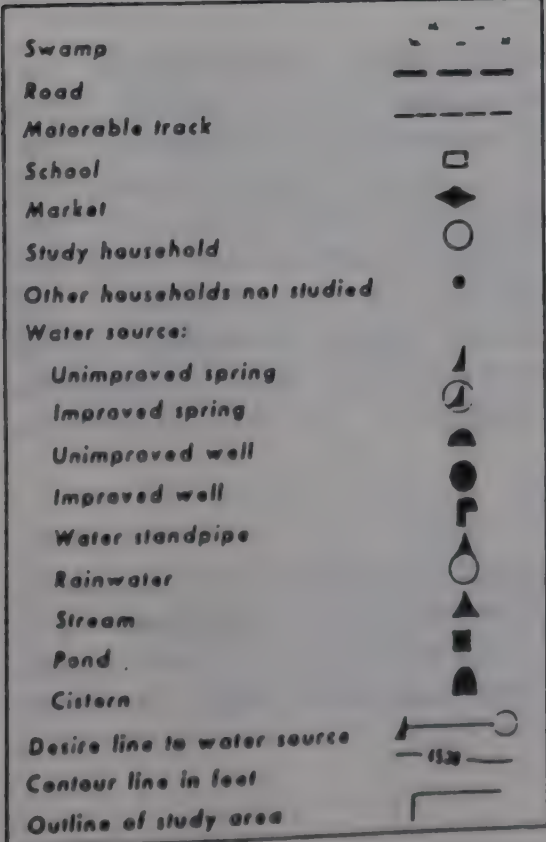 Swamp
Road
Motorable track
School
Market
Study household
Other households not studied
Water source:
Unimproved spring
Improved spring
Unimproved well
Improved well
Water standpipe
Rainwater
Stream
Pond
Cistern
Desire line to water source
Contour line in feet
Outline of study area